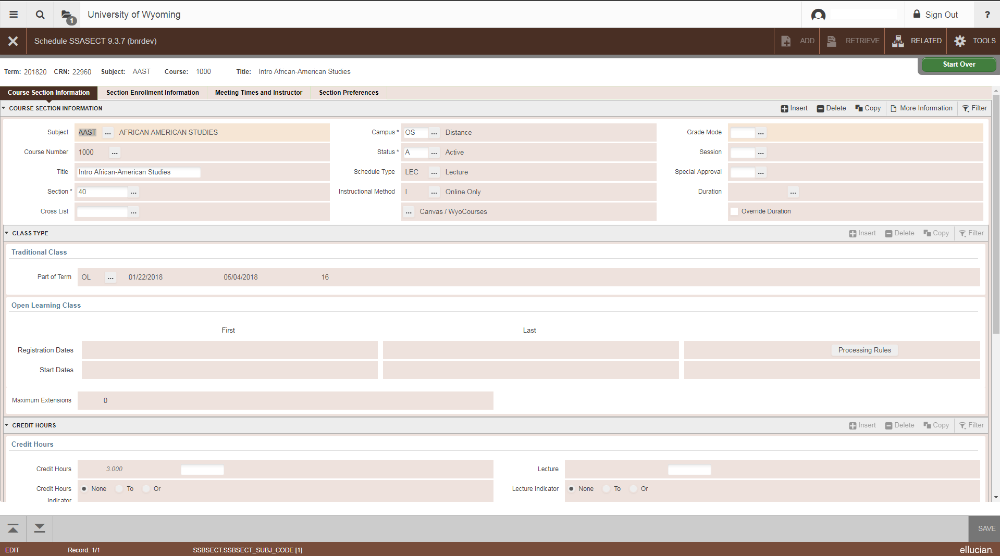 University of Wyoming
1
Sign Out
?
Schedule SSASECT 9.3.7 (bnrdev)
ADD
RETRIEVE
RELATED
TOOLS
Term: 201820 CRN: 22960 Subject: AAST Course: 1000 Title: Intro African-American Studies
Start Over
Course Section Information
Section Enrollment Information
Meeting Times and Instructor
Section Preferences
COURSE SECTION INFORMATION
Insert Delete Copy More Information Filter
Subject AAST ... AFRICAN AMERICAN STUDIES
Campus * OS ... Distance
Grade Mode ...
Course Number 1000 ...
Status * A ... Active
Session ...
Title Intro African-American Studies
Schedule Type LEC ... Lecture
Special Approval ...
Section * 40 ...
Instructional Method I ... Online Only
Duration ...
Cross List ...
... Canvas / WyoCourses
Override Duration
CLASS TYPE
Insert Delete Copy Filter
Traditional Class
Part of Term OL ... 01/22/2018 05/04/2018 16
Open Learning Class
First Last
Registration Dates
Processing Rules
Start Dates
Maximum Extensions 0
CREDIT HOURS
Insert Delete Copy Filter
Credit Hours
Credit Hours 3.000
Lecture
Credit Hours
Indicator
None To Or
Lecture Indicator None To Or
SAVE
EDIT Record: 1/1 SSBSECT.SSBSECT_SUBJ_CODE [1]
ellucian